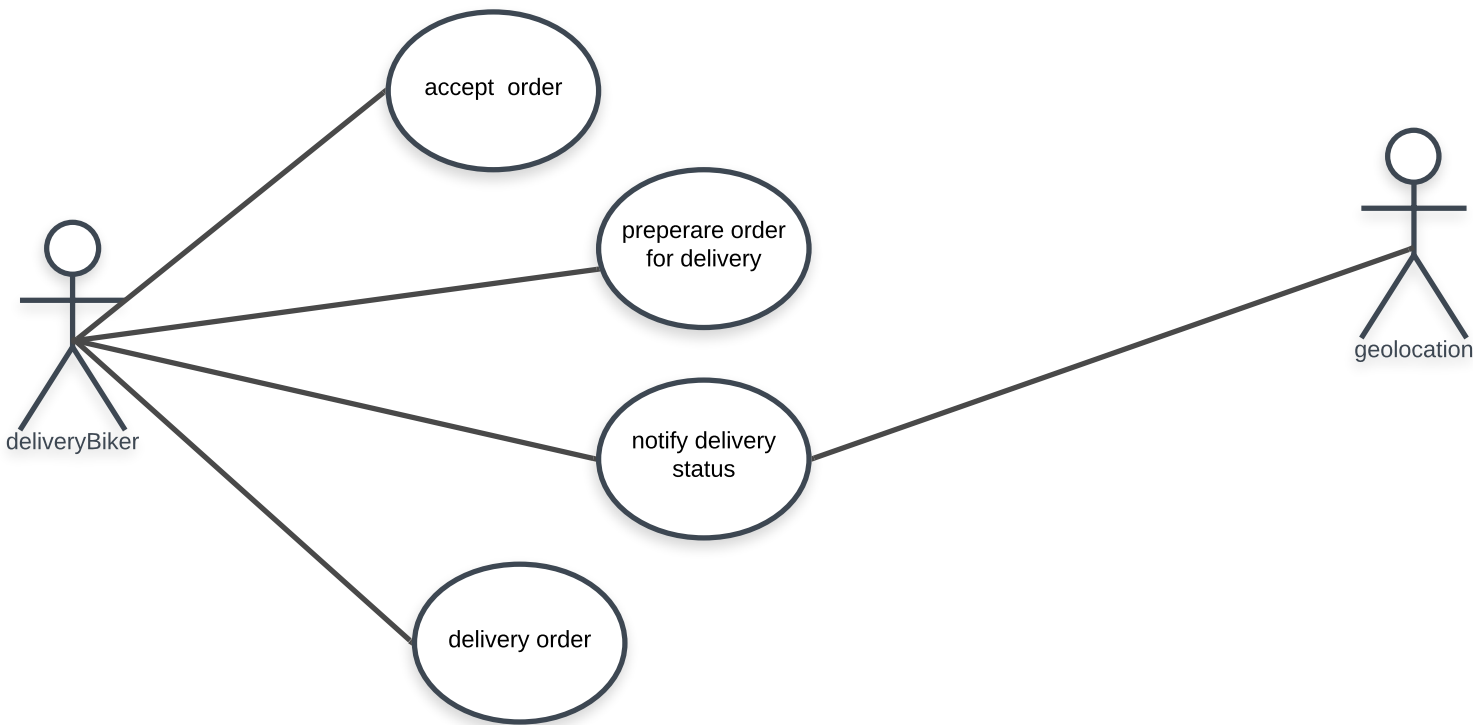 accept  order
preperare order
for delivery
geolocation
deliveryBiker
notify delivery
status
delivery order